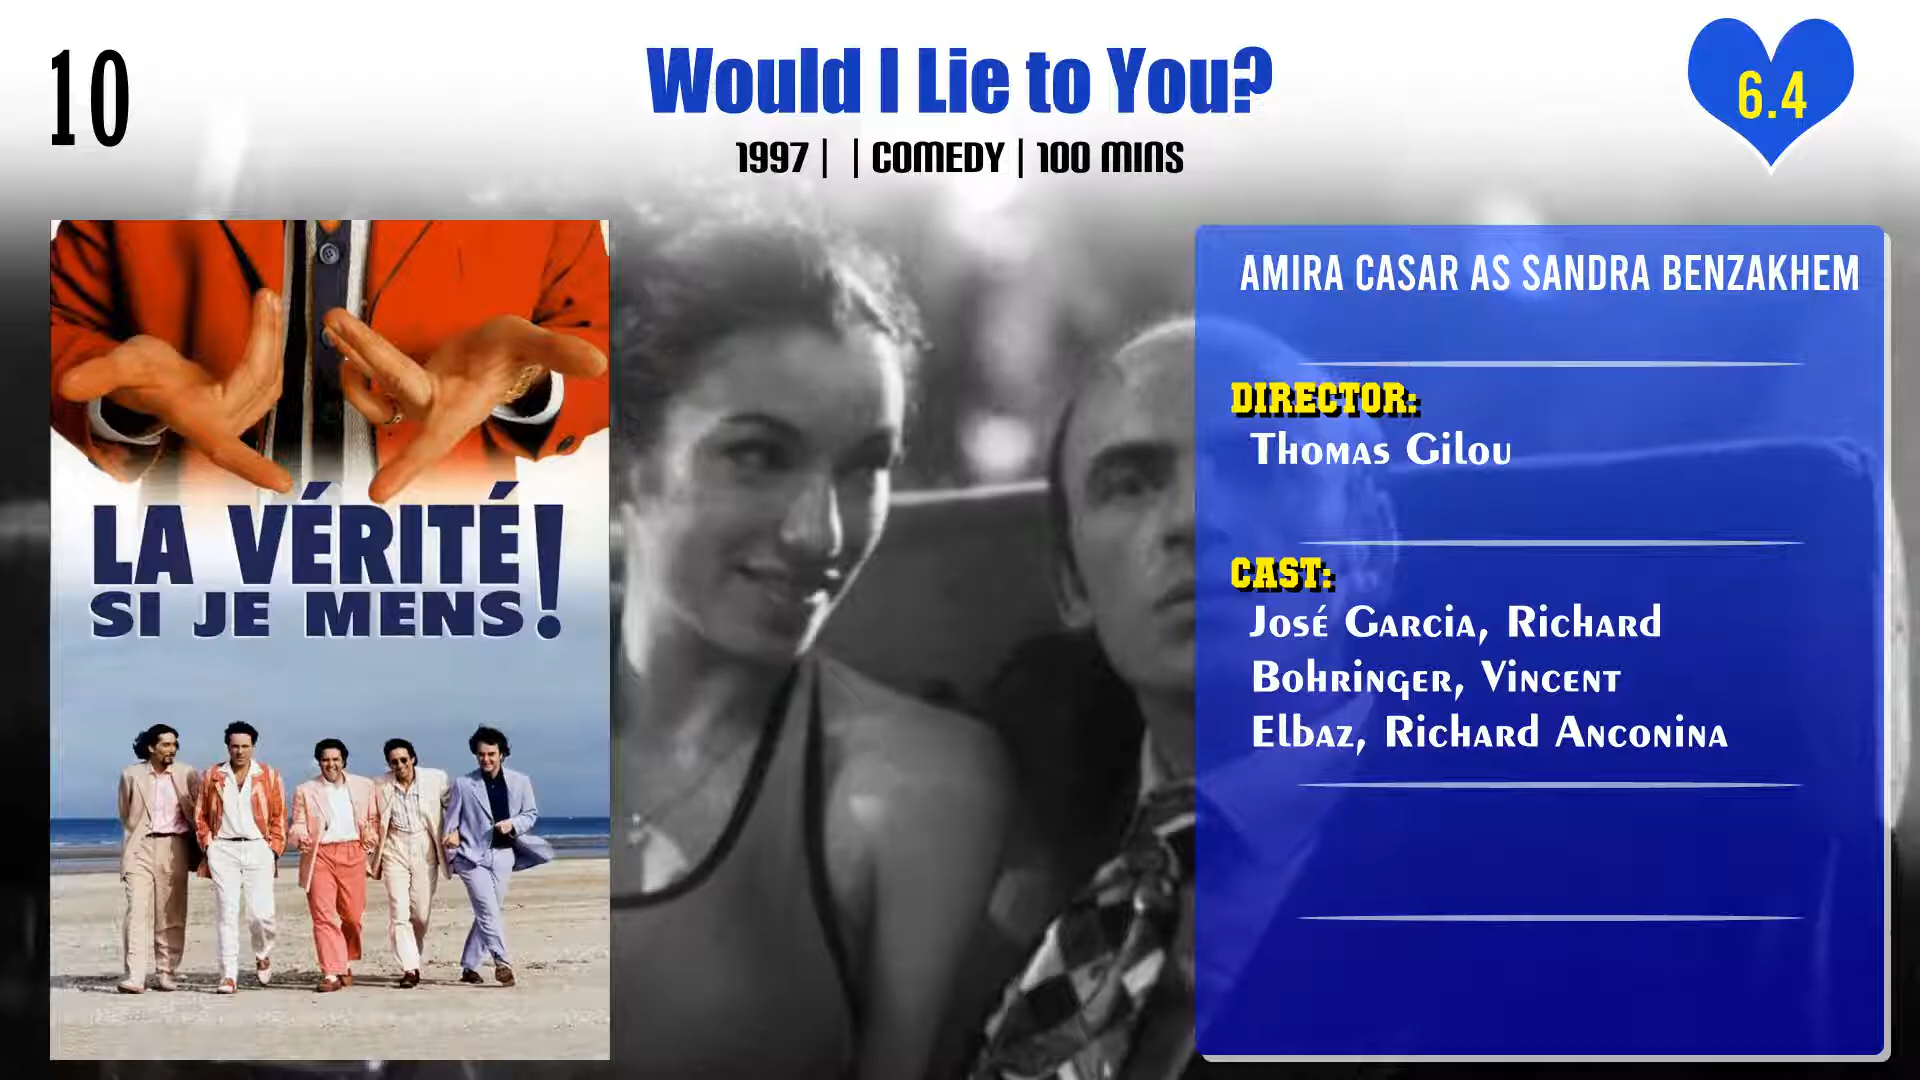 10
Would I Lie to You?
6.4
1997 | | COMEDY | 100 MINS
LA VÉRITÉ
SI JE MENS!
AMIRA CASAR AS SANDRA BENZAKHEM
DIRECTOR:
Thomas Gilou
CAST:
José Garcia, Richard
Bohringer, Vincent
Elbaz, Richard Anconina